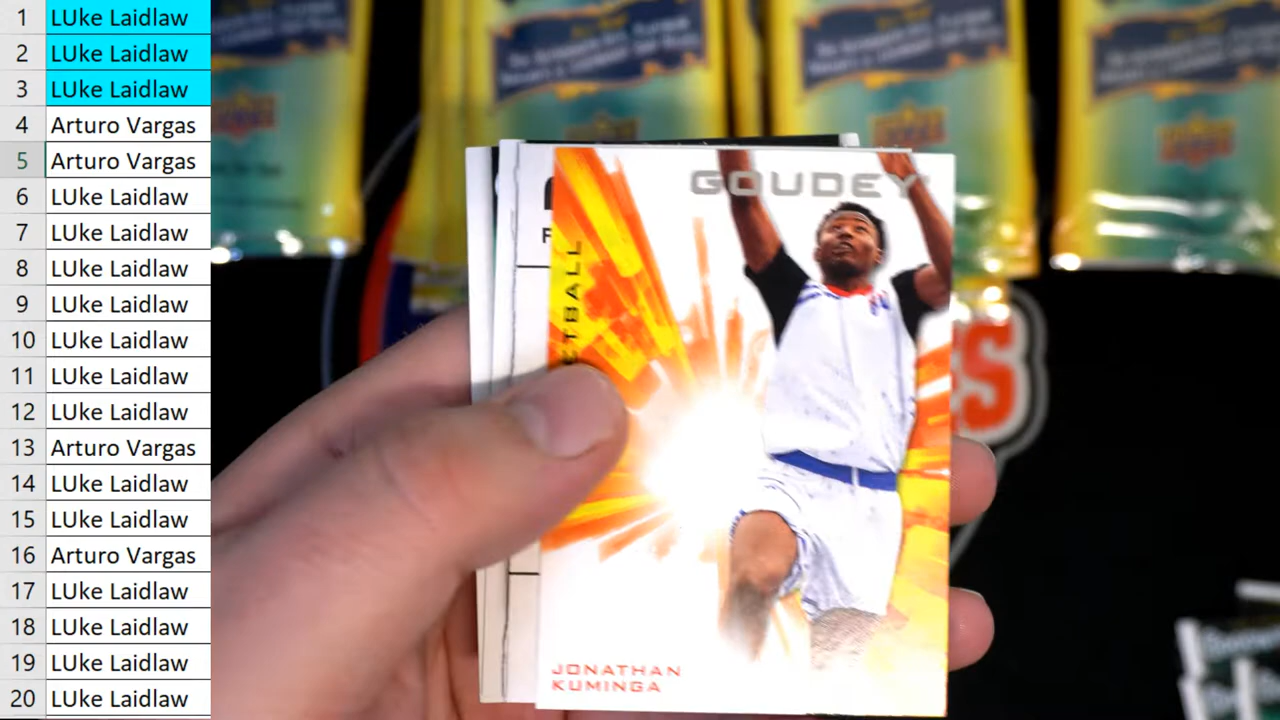 1 LUke Laidlaw
2 LUke Laidlaw
3 LUke Laidlaw
4 Arturo Vargas
5 Arturo Vargas
6 LUke Laidlaw
7 LUke Laidlaw
8 LUke Laidlaw
9 LUke Laidlaw
10 LUke Laidlaw
11 LUke Laidlaw
12 LUke Laidlaw
13 Arturo Vargas
14 LUke Laidlaw
15 LUke Laidlaw
16 Arturo Vargas
17 LUke Laidlaw
18 LUke Laidlaw
19 LUke Laidlaw
20 LUke Laidlaw
GOUDEY
JONATHAN
KUMINGA